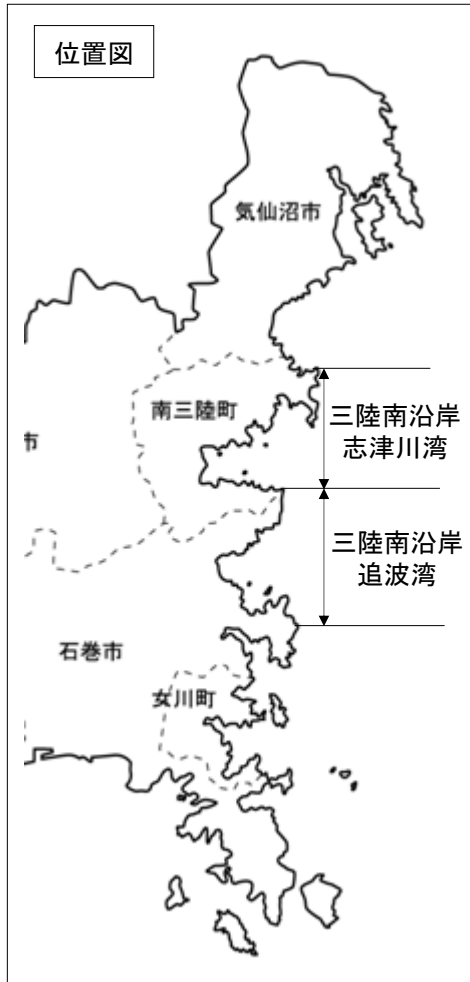 位置図
気仙沼市
南三陸町
三陸南沿岸
志津川湾
市
三陸南沿岸
追波湾
石巻市
女川町